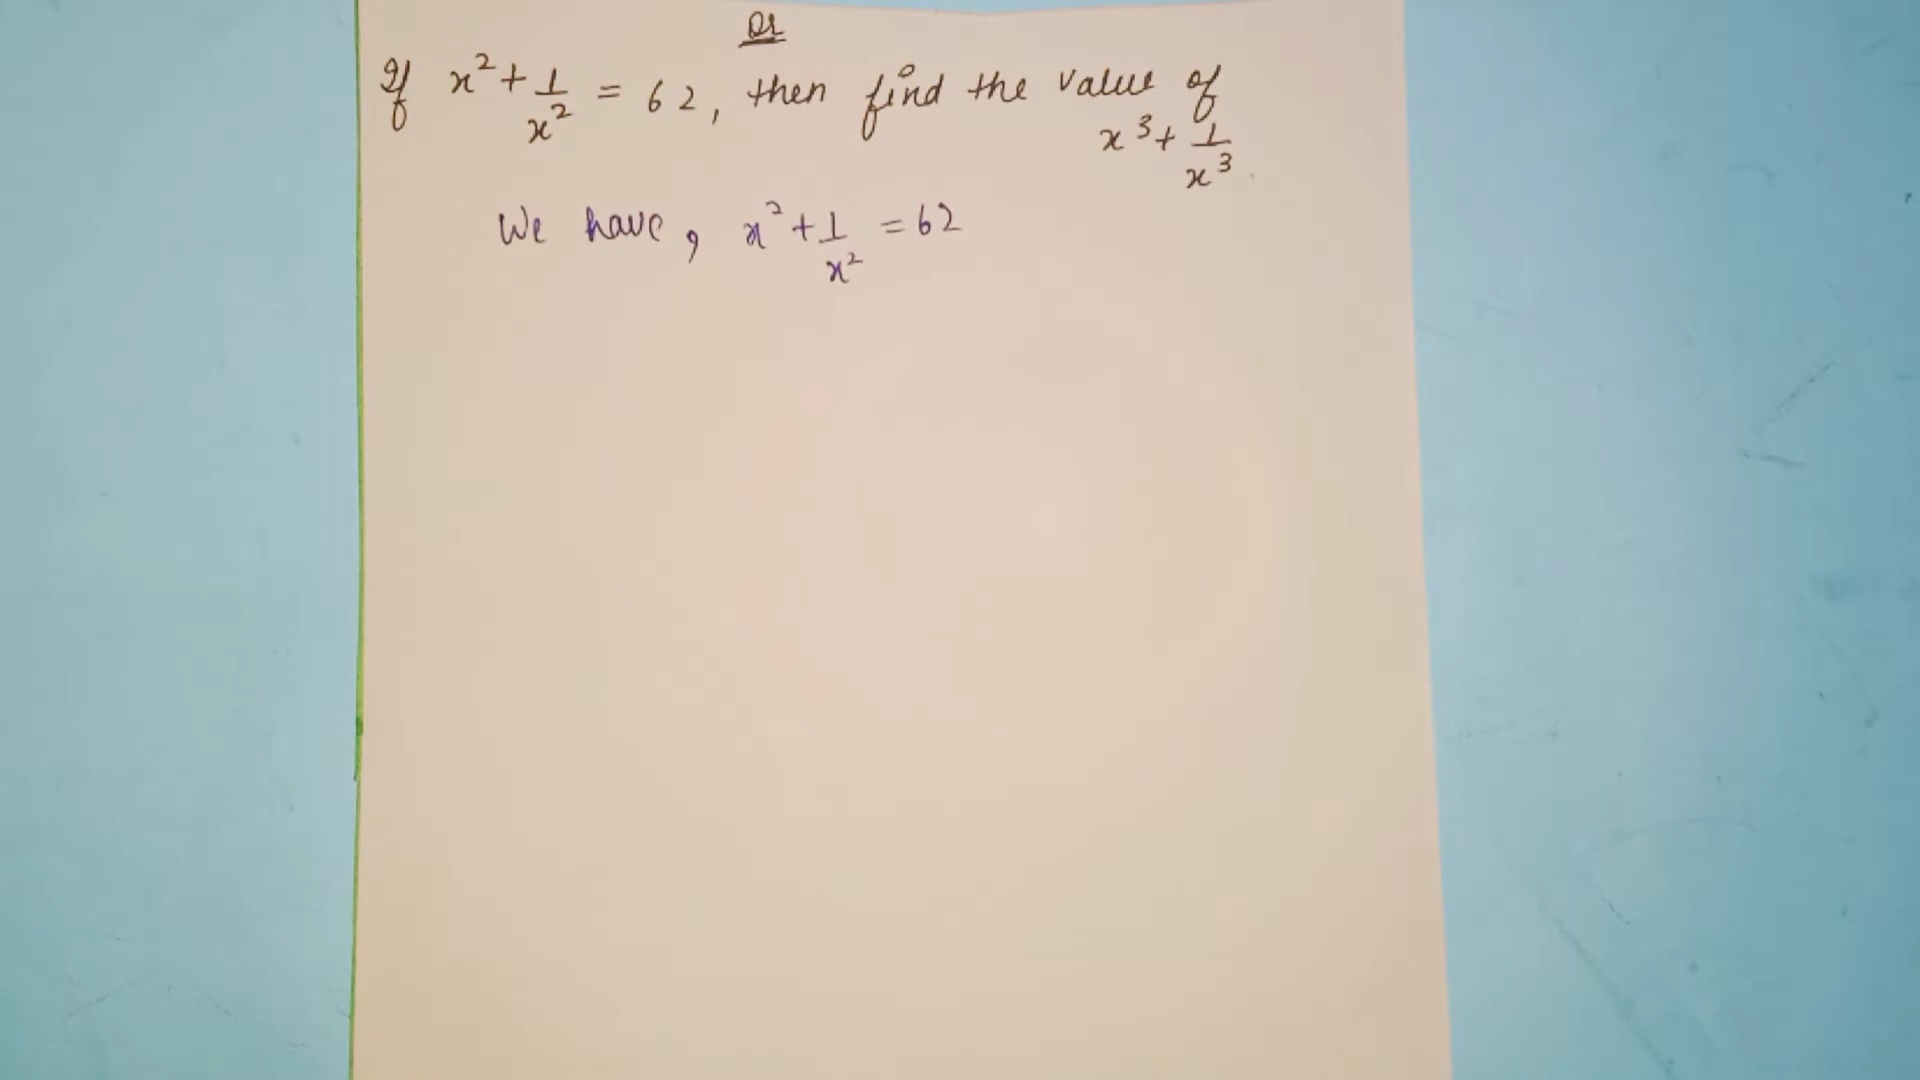 Or
If x² + 1/x² = 62, then find the value of
x³ + 1/x³.
We have, x² + 1/x² = 62